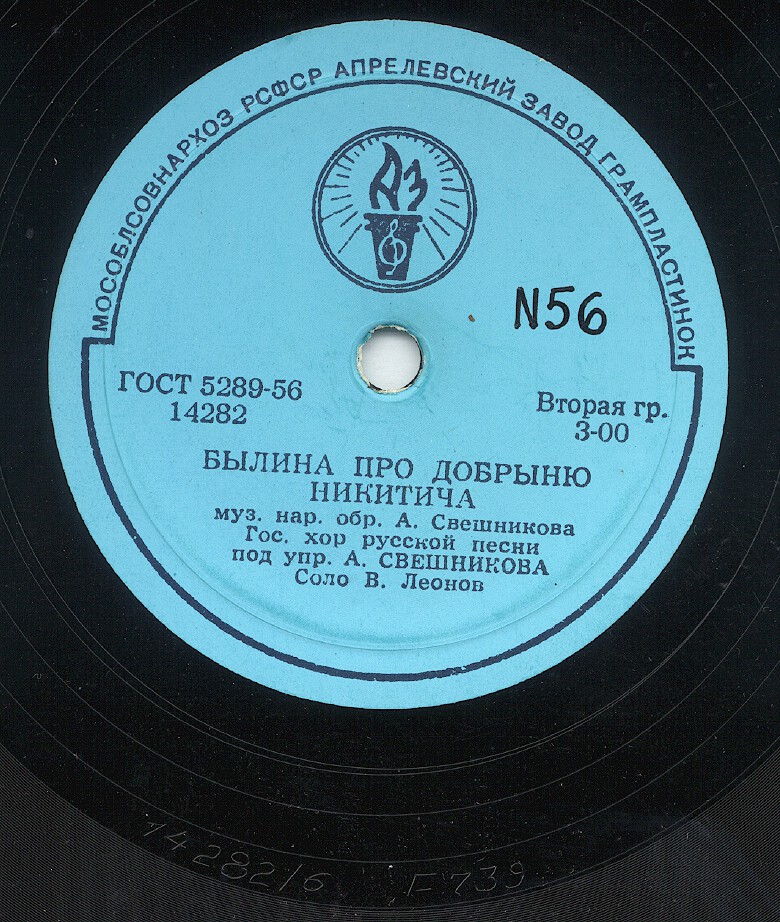 МОСОБЛСОВНАРХОЗ РСФСР АПРЕЛЕВСКИЙ ЗАВОД ГРАМПЛАСТИНОК
АЗ
N56
ГОСТ 5289-56
14282
Вторая гр.
3-00
БЫЛИНА ПРО ДОБРЫНЮ
НИКИТИЧА
муз. нар. обр. А. Свешникова
Гос. хор русской песни
под упр. А. СВЕШНИКОВА
Соло В. Леонов
14282/6 Г739